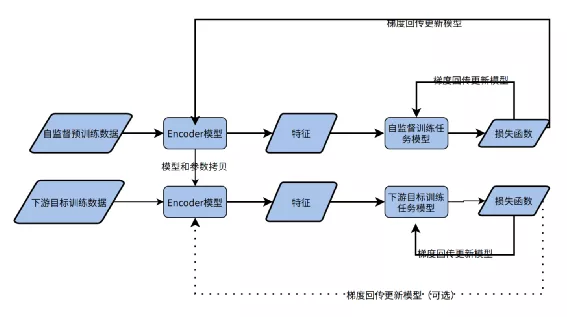 梯度回传更新模型
梯度回传更新模型
自监督预训练数据
Encoder模型
特征
自监督训练任
务模型
损失函数
模型和参数拷贝
下游目标训练数据
Encoder模型
特征
下游目标训练
任务模型
损失函数
梯度回传更新模型
梯度回传更新模型（可选）